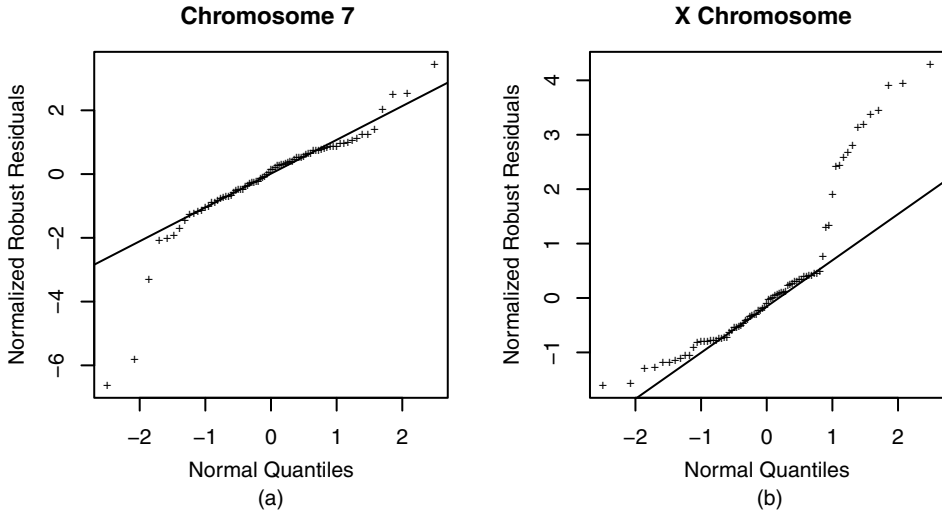 Chromosome 7
Normalized Robust Residuals
2
0
−2
−4
−6
−2 −1 0 1 2
Normal Quantiles
(a)
X Chromosome
Normalized Robust Residuals
4
3
2
1
0
−1
−2 −1 0 1 2
Normal Quantiles
(b)